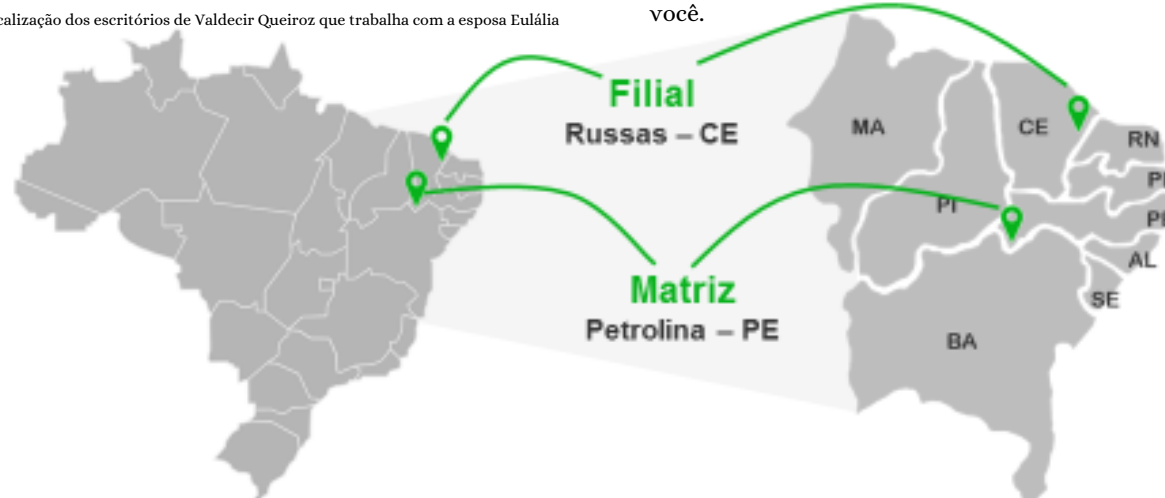 calização dos escritórios de Valdecir Queiroz que trabalha com a esposa Eulália
você.
Filial
Russas – CE
Matriz
Petrolina – PE
MA
CE
RN
PI
AL
SE
BA